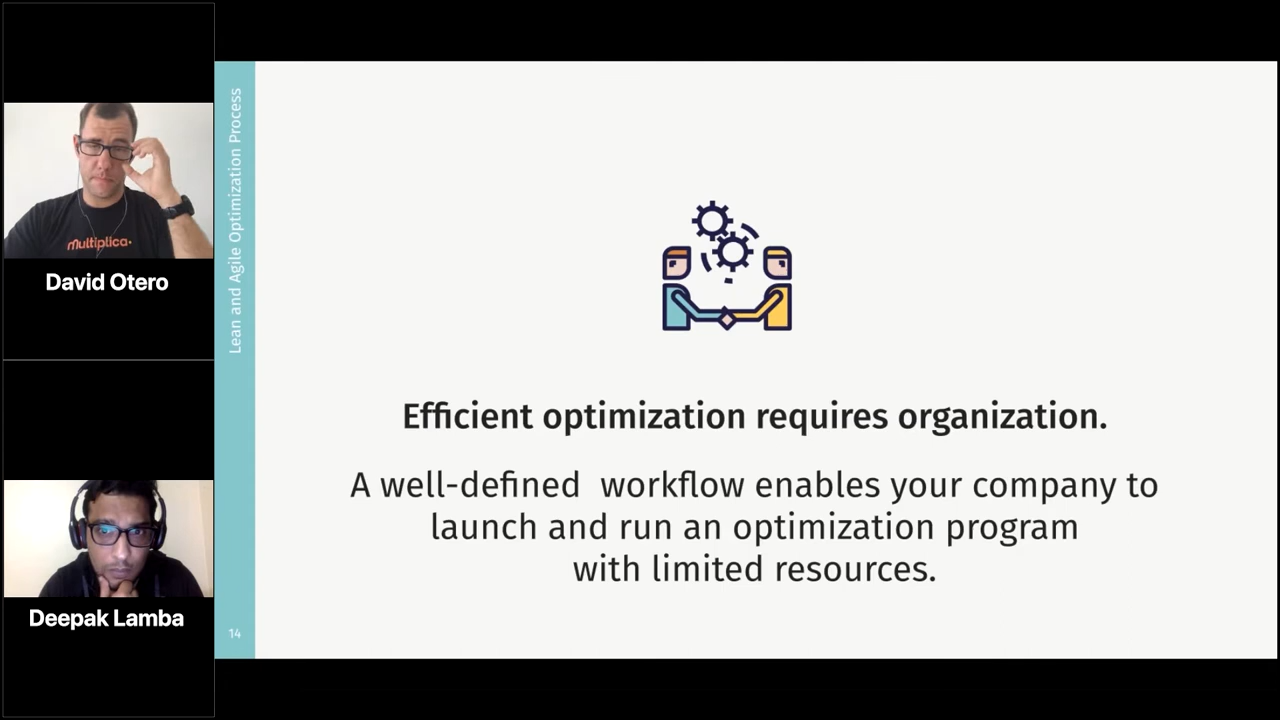 Multiplica.
David Otero
Deepak Lamba
Lean and Agile Optimization Process
Efficient optimization requires organization.
A well-defined  workflow enables your company to
launch and run an optimization program
with limited resources.
14